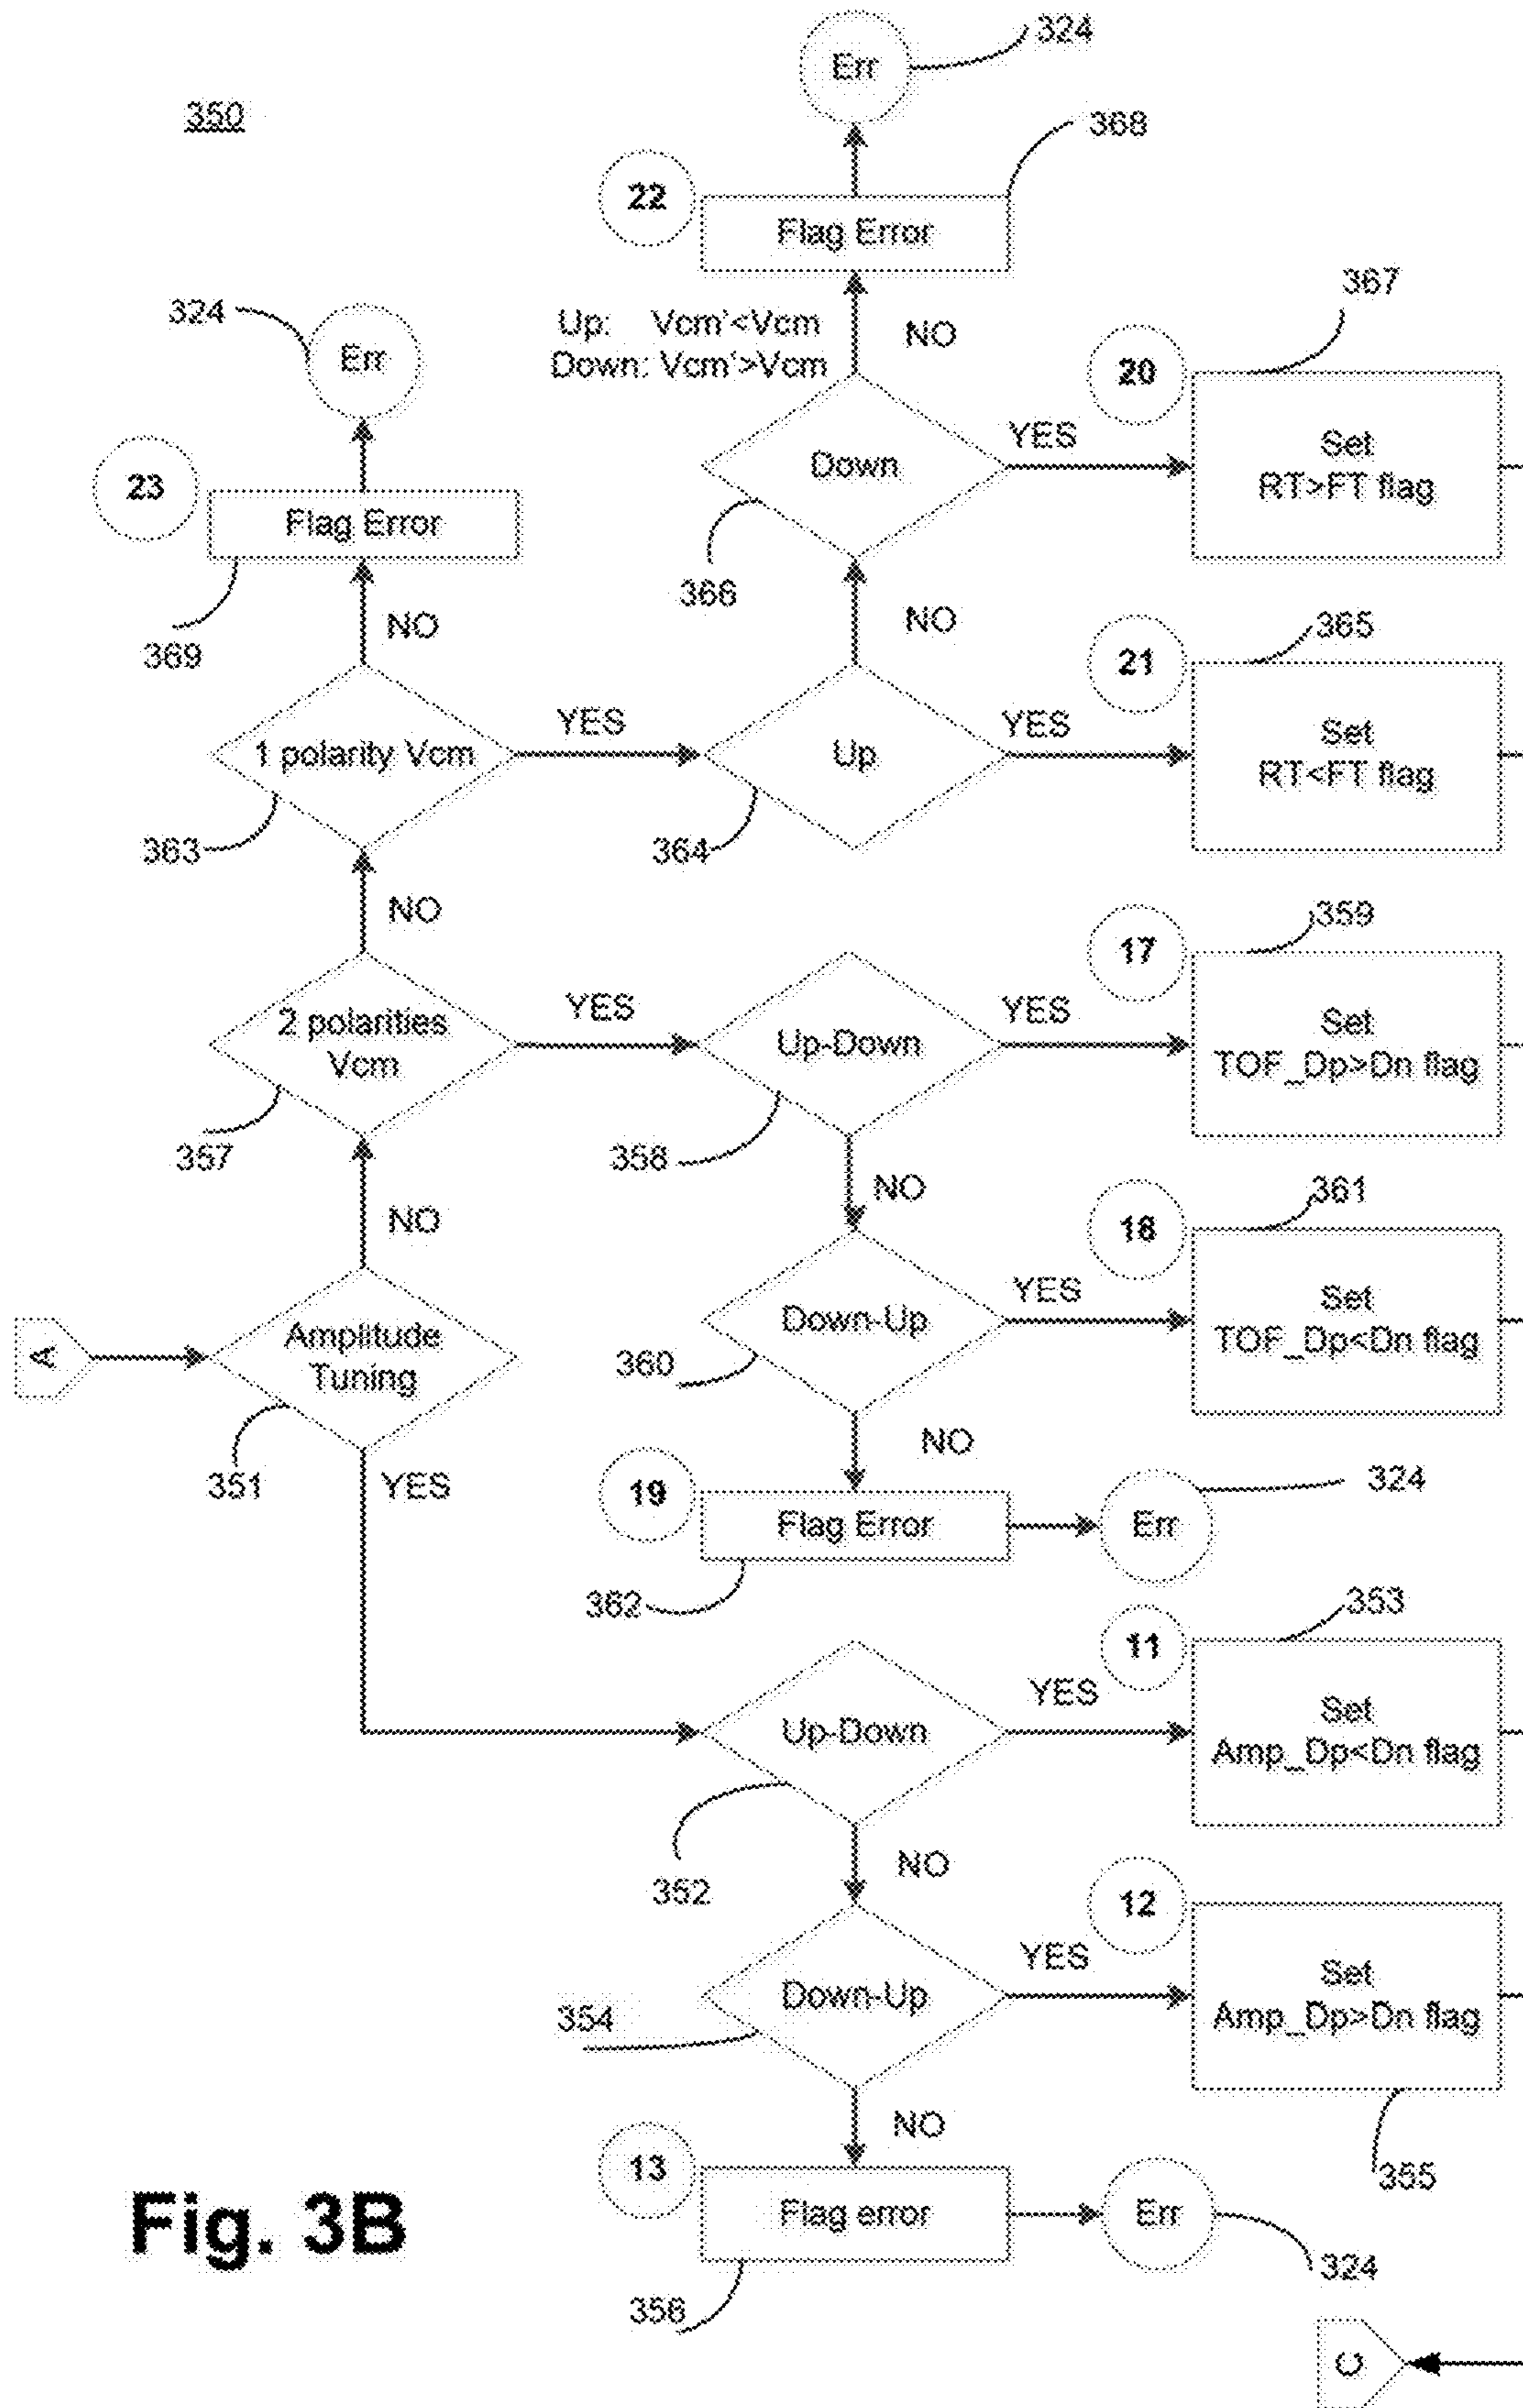 324
Err
350
368
22
Flag Error
367
324
Up: Vcm'<Vcm
Down: Vcm'>Vcm
NO
Err
20
23
Down
YES
Set
RT>FT flag
Flag Error
366
NO
NO
365
369
21
YES
YES
1 polarity Vcm
Up
Set
RT<FT flag
363
364
NO
359
17
YES
YES
2 polarities
Vcm
Up-Down
Set
TOF_Dp>Dn flag
357
358
NO
361
NO
18
YES
Set
TOF_Dp<Dn flag
A
Amplitude
Tuning
Down-Up
360
NO
351
YES
324
19
Flag Error
Err
362
353
11
YES
Up-Down
Set
Amp_Dp<Dn flag
NO
352
12
YES
Down-Up
Set
Amp_Dp>Dn flag
354
NO
13
355
Flag error
Err
Fig. 3B
324
356
C